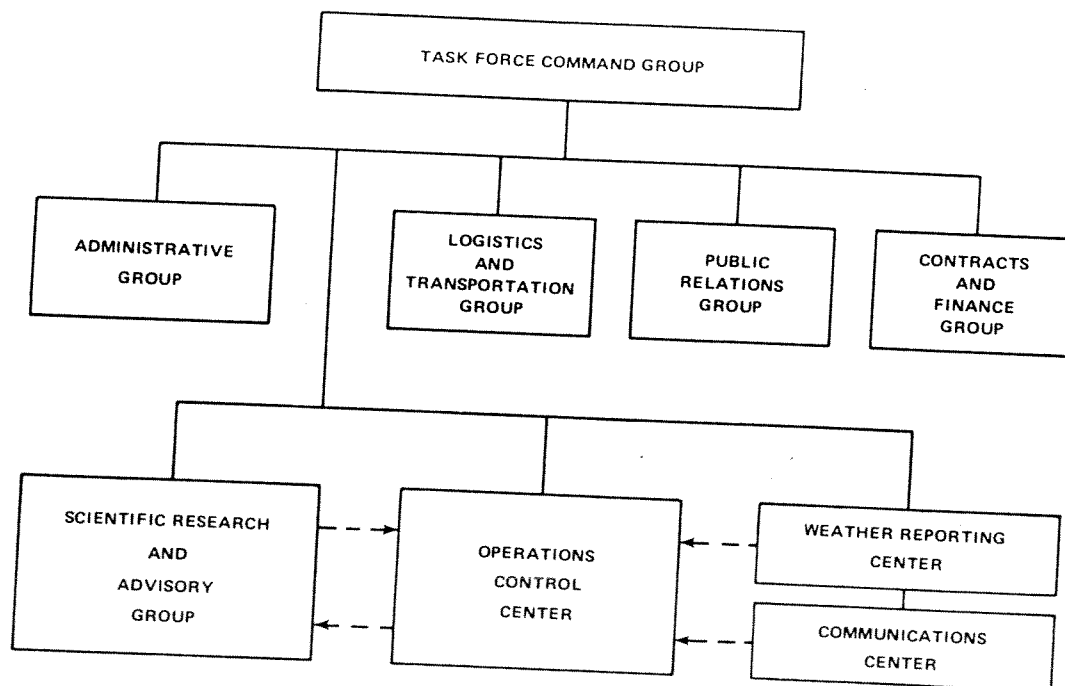 TASK FORCE COMMAND GROUP
ADMINISTRATIVE
GROUP
LOGISTICS
AND
TRANSPORTATION
GROUP
PUBLIC
RELATIONS
GROUP
CONTRACTS
AND
FINANCE
GROUP
SCIENTIFIC RESEARCH
AND
ADVISORY
GROUP
OPERATIONS
CONTROL
CENTER
WEATHER REPORTING
CENTER
COMMUNICATIONS
CENTER